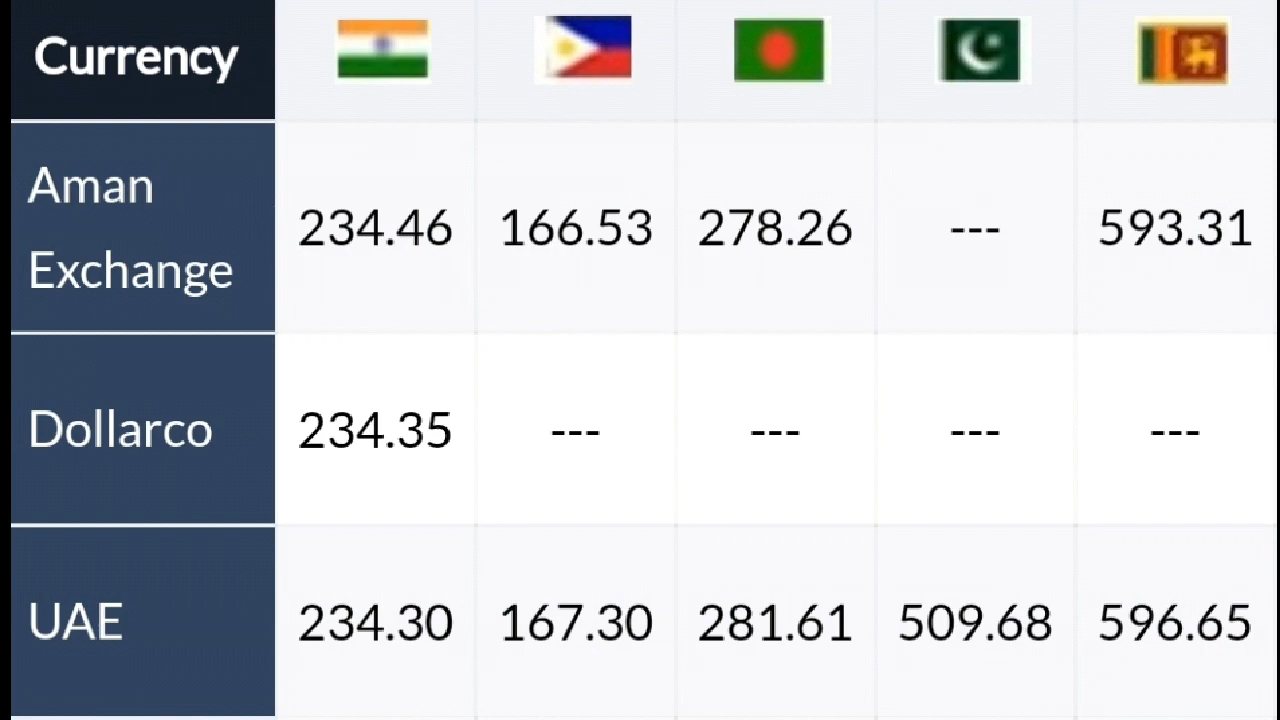 Currency
Aman Exchange 234.46 166.53 278.26 --- 593.31
Dollarco 234.35 --- --- --- ---
UAE 234.30 167.30 281.61 509.68 596.65